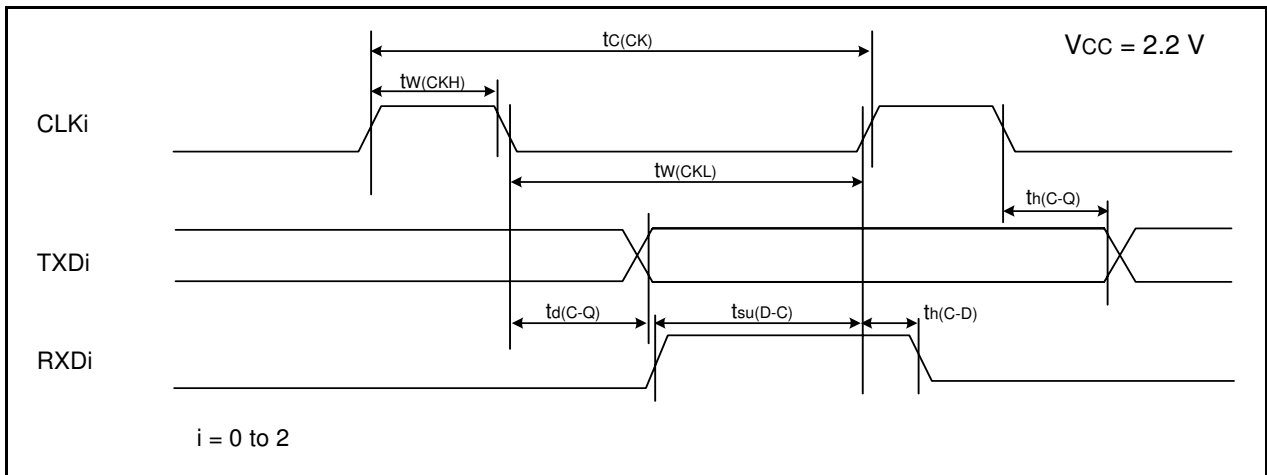 tC(CK)
VCC = 2.2 V
tW(CKH)
CLKi
tW(CKL)
th(C-Q)
TXDi
td(C-Q)
tsu(D-C)
th(C-D)
RXDi
i = 0 to 2